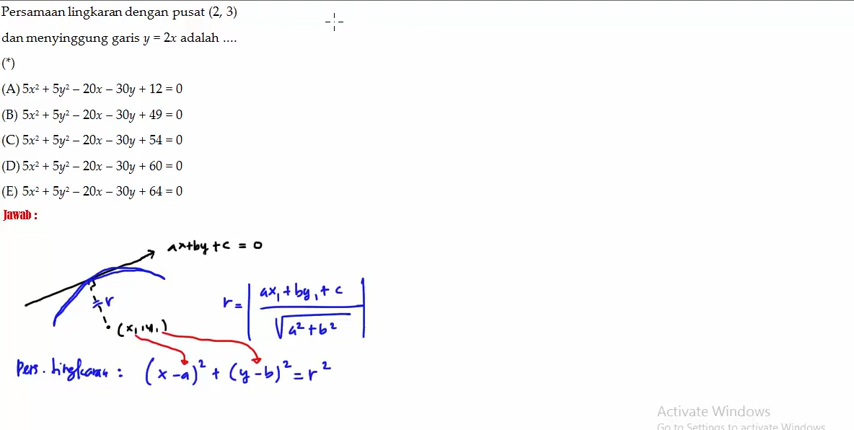 Persamaan lingkaran dengan pusat (2, 3)
dan menyinggung garis y = 2x adalah ....
(*)
(A) 5x² + 5y² – 20x – 30y + 12 = 0
(B) 5x² + 5y² – 20x – 30y + 49 = 0
(C) 5x² + 5y² – 20x – 30y + 54 = 0
(D) 5x² + 5y² – 20x – 30y + 60 = 0
(E) 5x² + 5y² – 20x – 30y + 64 = 0
Jawab :
ax+by+c = 0
r
(x₁, y₁)
r = | (ax₁ + by₁ + c) / √(a² + b²) |
Pers. lingkaran : (x – a)² + (y – b)² = r²
Activate Windows
Go to Settings to activate Windows